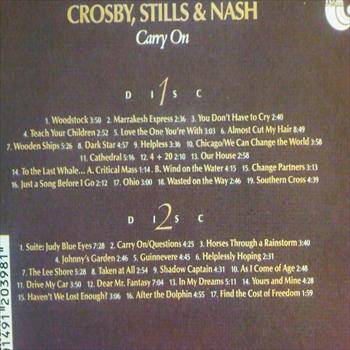 CROSBY, STILLS & NASH
Carry On
D I S C
1
1. Woodstock 3:50 2. Marrakesh Express 2:36 3. You Don't Have to Cry 2:40
4. Teach Your Children 2:52 5. Love the One You're With 3:03 6. Almost Cut My Hair 8:49
7. Wooden Ships 5:26 8. Dark Star 4:57 9. Helpless 3:36 10. Chicago/We Can Change the World 3:58
11. Cathedral 5:16 12. 4 + 20 2:10 13. Our House 2:58
14. To the Last Whale... A. Critical Mass 1:14 B. Wind on the Water 4:15 15. Change Partners 3:13
16. Just a Song Before I Go 2:12 17. Ohio 3:00 18. Wasted on the Way 2:46 19. Southern Cross 4:39
D I S C
2
1. Suite: Judy Blue Eyes 7:28 2. Carry On/Questions 4:25 3. Horses Through a Rainstorm 3:40
4. Johnny's Garden 2:46 5. Guinnevere 4:45 6. Helplessly Hoping 2:31
7. The Lee Shore 5:28 8. Taken at All 2:54 9. Shadow Captain 4:31 10. As I Come of Age 2:48
11. Drive My Car 3:50 12. Dear Mr. Fantasy 7:04 13. In My Dreams 5:11 14. Yours and Mine 4:28
15. Haven't We Lost Enough? 3:06 16. After the Dolphin 4:55 17. Find the Cost of Freedom 1:59
91491 203981